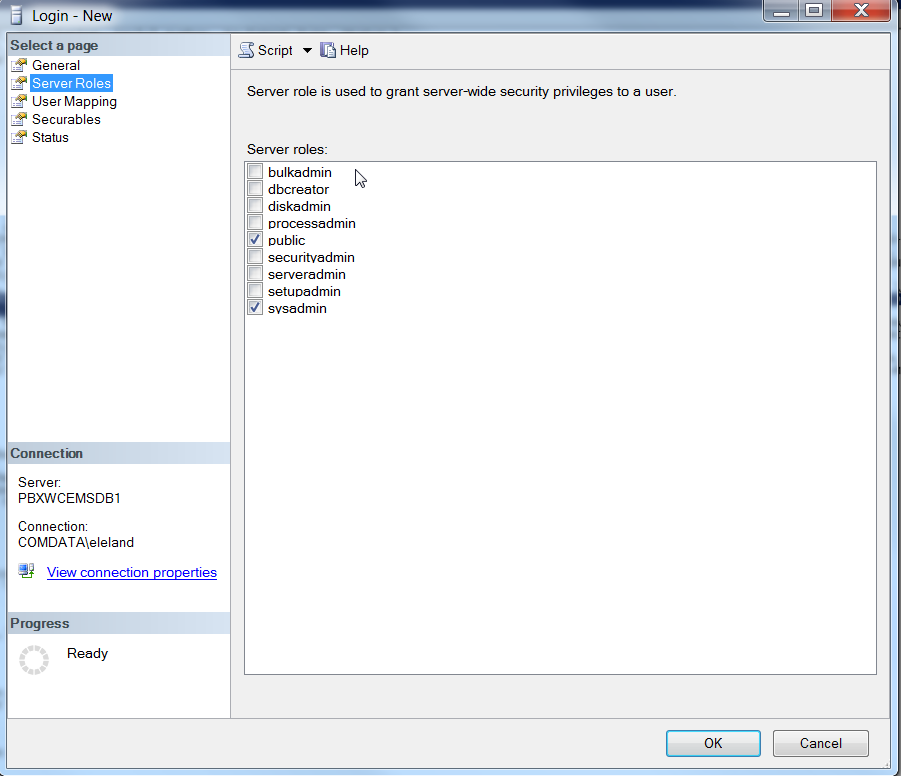 Login - New
Select a page
General
Server Roles
User Mapping
Securables
Status
Script
Help
Server role is used to grant server-wide security privileges to a user.
Server roles:
bulkadmin
dbcreator
diskadmin
processadmin
public
securityadmin
serveradmin
setupadmin
sysadmin
Connection
Server:
PBXWCEMSDB1
Connection:
COMDATA\eleland
View connection properties
Progress
Ready
OK
Cancel